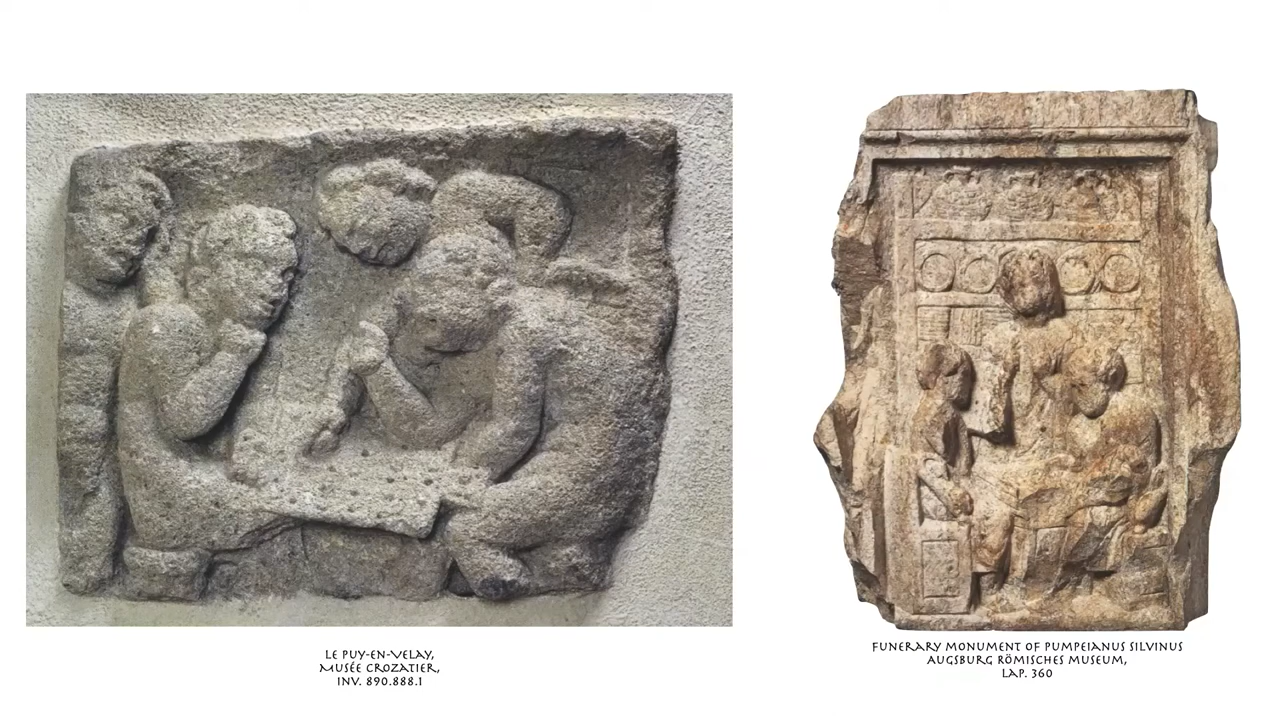 LE PUY-EN-VELAY,
MUSÉE CROZATIER,
INV. 890.888.1
FUNERARY MONUMENT OF PUMPEIANUS SILVINUS
AUGSBURG RÖMISCHES MUSEUM,
LAP. 360